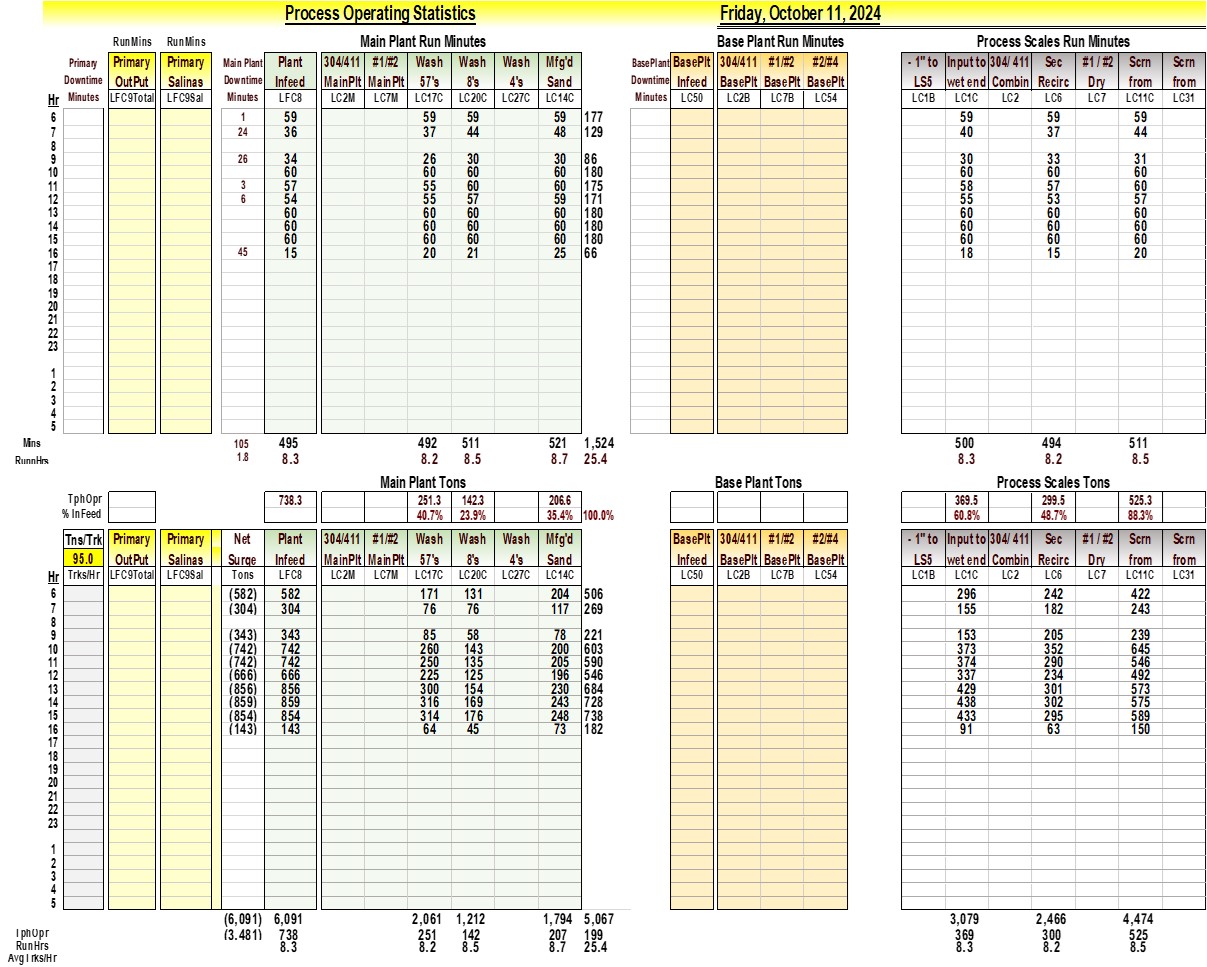 Process Operating Statistics Friday, October 11, 2024
RunMins RunMins Main Plant Run Minutes Base Plant Run Minutes Process Scales Run Minutes
Primary Primary Primary Main Plant Plant 304/411 #1/#2 Wash Wash Wash Mfg'd BasePlant BasePlt 304/411 #1/#2 #2/#4 - 1" to Input to 304/ 411 Sec #1 / #2 Scrn Scrn
Downtime OutPut Salinas Downtime Infeed MainPlt MainPlt 57's 8's 4's Sand Downtime Infeed BasePlt BasePlt BasePlt LS5 wet end Combin Recirc Dry from from
Hr Minutes LFC9Total LFC9Sal Minutes LFC8 LC2M LC7M LC17C LC20C LC27C LC14C Minutes LC50 LC2B LC7B LC54 LC1B LC1C LC2 LC6 LC7 LC11C LC31
6 1 59 59 59 59 177 59 59 59
7 24 36 37 44 48 129 40 37 44
8
9 26 34 26 30 30 86 30 33 31
10 60 60 60 60 180 60 60 60
11 3 57 55 60 60 175 58 57 60
12 6 54 55 57 59 171 55 53 57
13 60 60 60 60 180 60 60 60
14 60 60 60 60 180 60 60 60
15 60 60 60 60 180 60 60 60
16 45 15 20 21 25 66 18 15 20
17
18
19
20
21
22
23
1
2
3
4
5
Mins 105 495 492 511 521 1,524 500 494 511
RunnHrs 1.8 8.3 8.2 8.5 8.7 25.4 8.3 8.2 8.5
Main Plant Tons Base Plant Tons Process Scales Tons
TphOpr 738.3 251.3 142.3 206.6 369.5 299.5 525.3
% InFeed 40.7% 23.9% 35.4% 100.0% 60.8% 48.7% 88.3%
Tns/Trk Primary Primary Net Plant 304/411 #1/#2 Wash Wash Wash Mfg'd BasePlt 304/411 #1/#2 #2/#4 - 1" to Input to 304/ 411 Sec #1 / #2 Scrn Scrn
95.0 OutPut Salinas Surge Infeed MainPlt MainPlt 57's 8's 4's Sand Infeed BasePlt BasePlt BasePlt LS5 wet end Combin Recirc Dry from from
Hr Trks/Hr LFC9Total LFC9Sal Tons LFC8 LC2M LC7M LC17C LC20C LC27C LC14C LC50 LC2B LC7B LC54 LC1B LC1C LC2 LC6 LC7 LC11C LC31
6 (582) 582 171 131 204 506 296 242 422
7 (304) 304 76 76 117 269 155 182 243
8
9 (343) 343 85 58 78 221 153 205 239
10 (742) 742 260 143 200 603 373 352 645
11 (742) 742 250 135 205 590 374 290 546
12 (666) 666 225 125 196 546 337 234 492
13 (856) 856 300 154 230 684 429 301 573
14 (859) 859 316 169 243 728 438 302 575
15 (854) 854 314 176 248 738 433 295 589
16 (143) 143 64 45 73 182 91 63 150
17
18
19
20
21
22
23
1
2
3
4
5
(6,091) 6,091 2,061 1,212 1,794 5,067 3,079 2,466 4,474
TphOpr (3,481) 738 251 142 207 199 369 300 525
RunHrs 8.3 8.2 8.5 8.7 25.4 8.3 8.2 8.5
AvgTrks/Hr